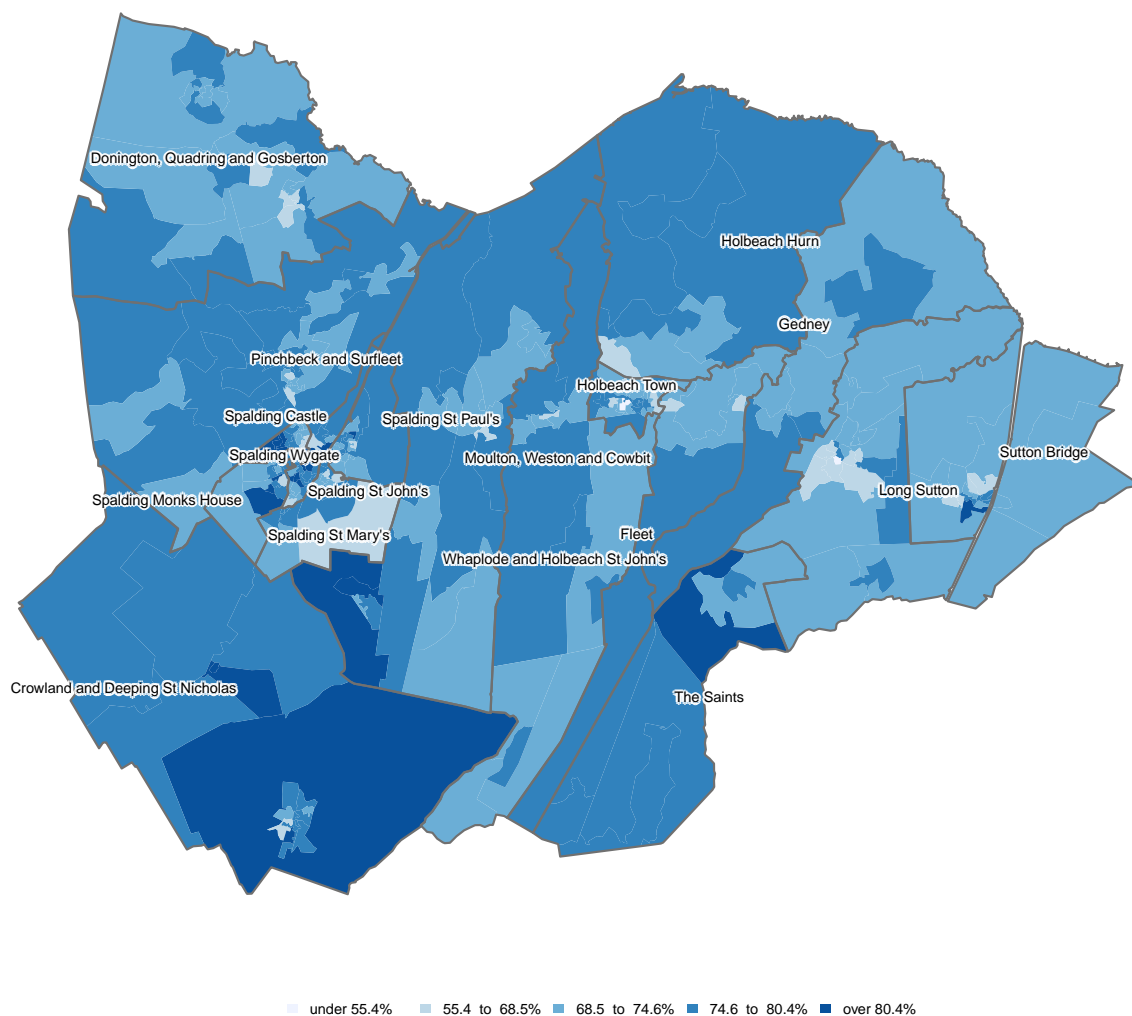 Donington, Quadring and Gosberton
Holbeach Hurn
Gedney
Pinchbeck and Surfleet
Holbeach Town
Spalding Castle
Spalding St Paul's
Spalding Wygate
Moulton, Weston and Cowbit
Sutton Bridge
Spalding Monks House
Spalding St John's
Long Sutton
Spalding St Mary's
Fleet
Whaplode and Holbeach St John's
Crowland and Deeping St Nicholas
The Saints
under 55.4% 55.4 to 68.5% 68.5 to 74.6% 74.6 to 80.4% over 80.4%